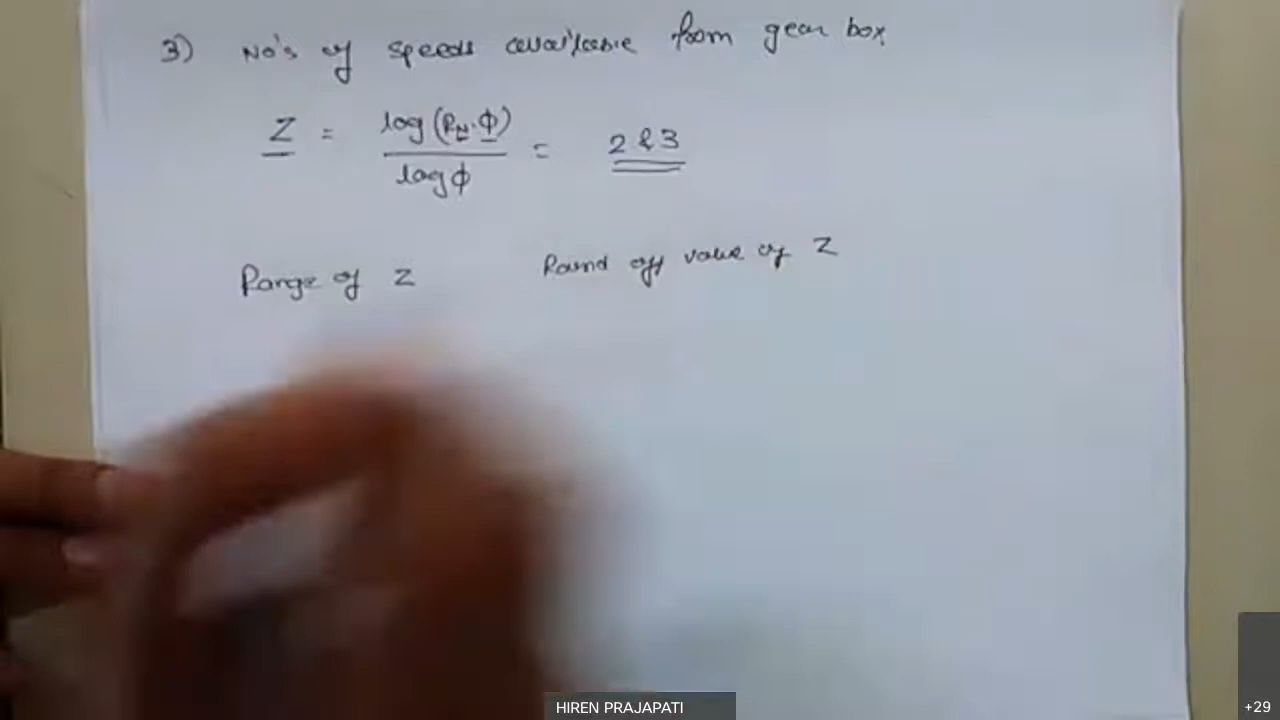 3) No's of speeds available from gear box
Z = log(R_N·ϕ) / log ϕ = 2 & 3
Range of Z Round off value of Z
HIREN PRAJAPATI
+29